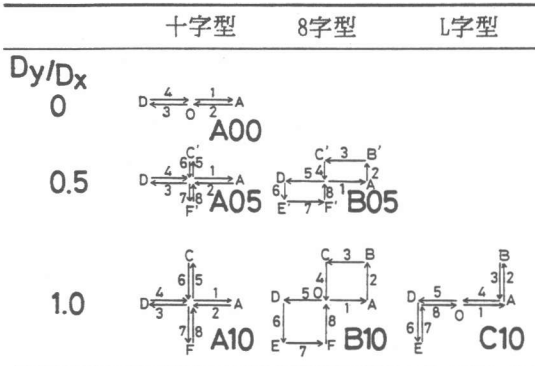 十字型 8字型 L字型
Dy/Dx
0
D 4 3 O 1 2 A
A00
0.5
C' 6 5 D 4 3 1 2 A 7 8 F'
A05
C' 3 B' 4 2 D 5 1 A 6 E' 7 F' 8
B05
1.0
C 6 5 D 4 3 1 2 A 7 8 F
A10
C 3 B 4 2 D 5 O 1 A 6 8 E 7 F
B10
B 3 2 D 5 8 O 4 1 A 6 7 E
C10